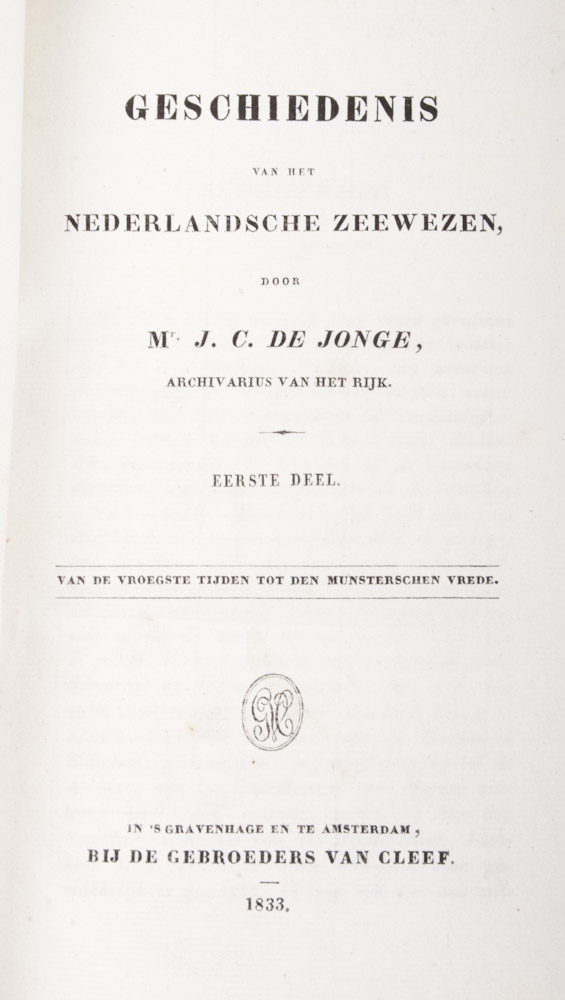 GESCHIEDENIS
VAN HET
NEDERLANDSCHE ZEEWEZEN,
DOOR
Mr. J. C. DE JONGE,
ARCHIVARIUS VAN HET RIJK.
EERSTE DEEL.
VAN DE VROEGSTE TIJDEN TOT DEN MUNSTERSCHEN VREDE.
IN 'S GRAVENHAGE EN TE AMSTERDAM,
BIJ DE GEBROEDERS VAN CLEEF.
1833.